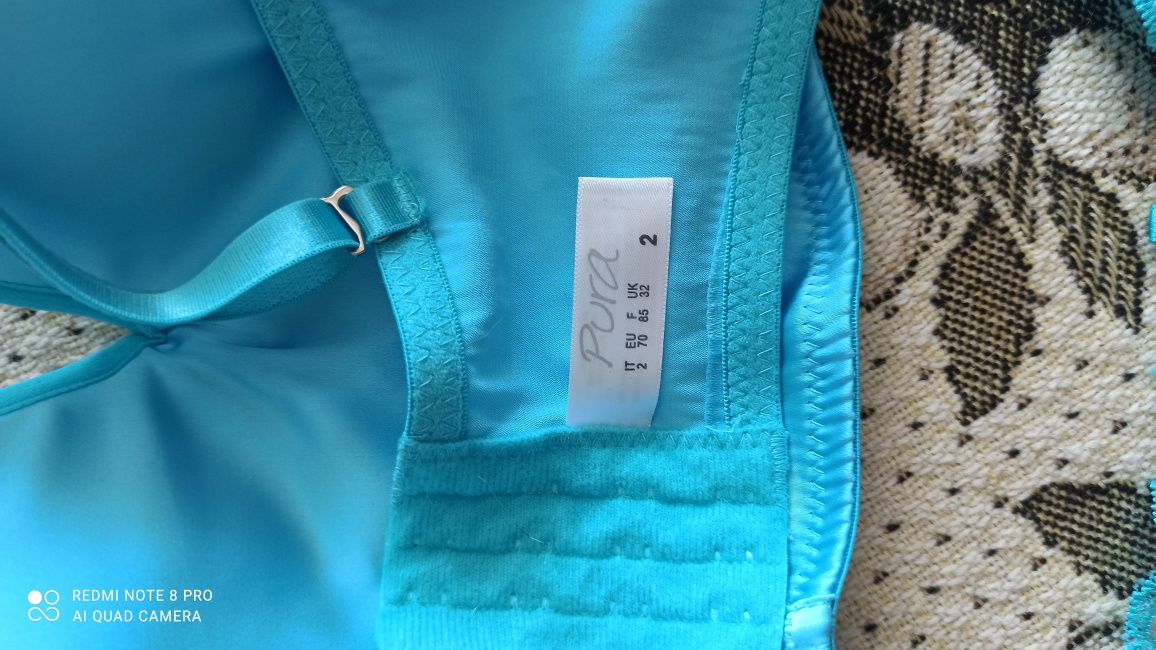 Pura
2
IT EU F UK
2 70 85 32
REDMI NOTE 8 PRO
AI QUAD CAMERA